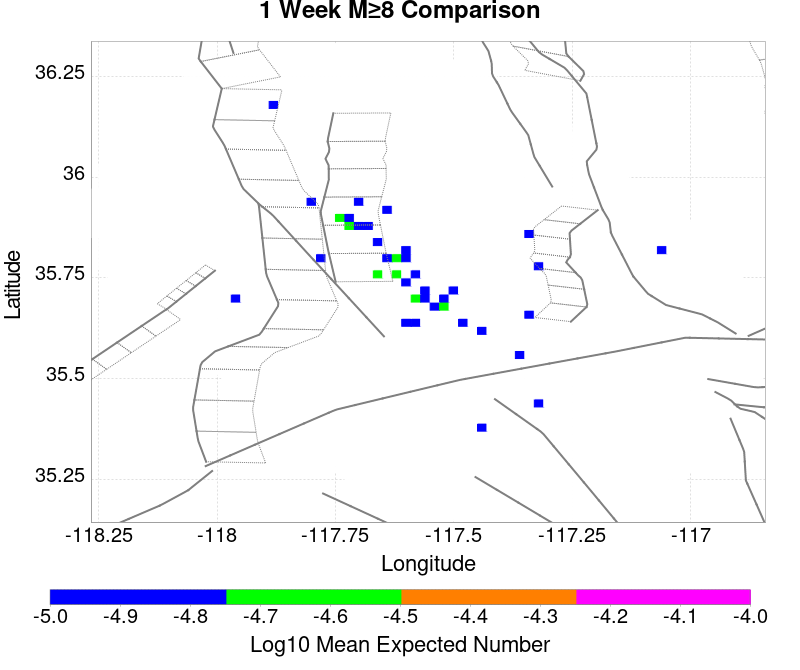 1 Week M≥8 Comparison
36.25
36
35.75
35.5
35.25
Latitude
-118.25 -118 -117.75 -117.5 -117.25 -117
Longitude
-5.0 -4.9 -4.8 -4.7 -4.6 -4.5 -4.4 -4.3 -4.2 -4.1 -4.0
Log10 Mean Expected Number